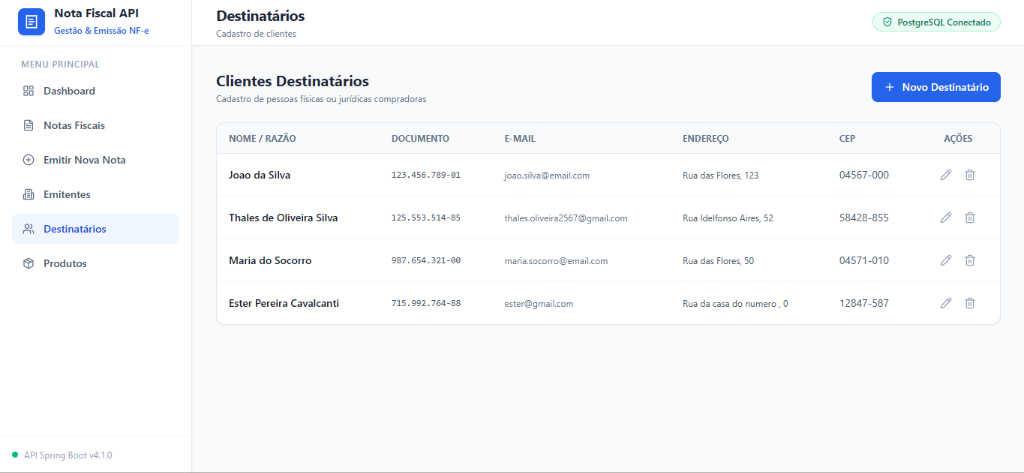 Nota Fiscal API
Gestão & Emissão NF-e
MENU PRINCIPAL
Dashboard
Notas Fiscais
Emitir Nova Nota
Emitentes
Destinatários
Produtos
API Spring Boot v4.1.0
Destinatários
Cadastro de clientes
PostgreSQL Conectado
Clientes Destinatários
Cadastro de pessoas físicas ou jurídicas compradoras
+ Novo Destinatário
NOME / RAZÃO DOCUMENTO E-MAIL ENDEREÇO CEP AÇÕES
Joao da Silva 123.456.789-01 joao.silva@email.com Rua das Flores, 123 04567-000
Thales de Oliveira Silva 125.553.514-85 thales.oliveira2567@gmail.com Rua Idelfonso Aires, 52 58428-855
Maria do Socorro 987.654.321-00 maria.socorro@email.com Rua das Flores, 50 04571-010
Ester Pereira Cavalcanti 715.992.764-88 ester@gmail.com Rua da casa do numero , 0 12847-587